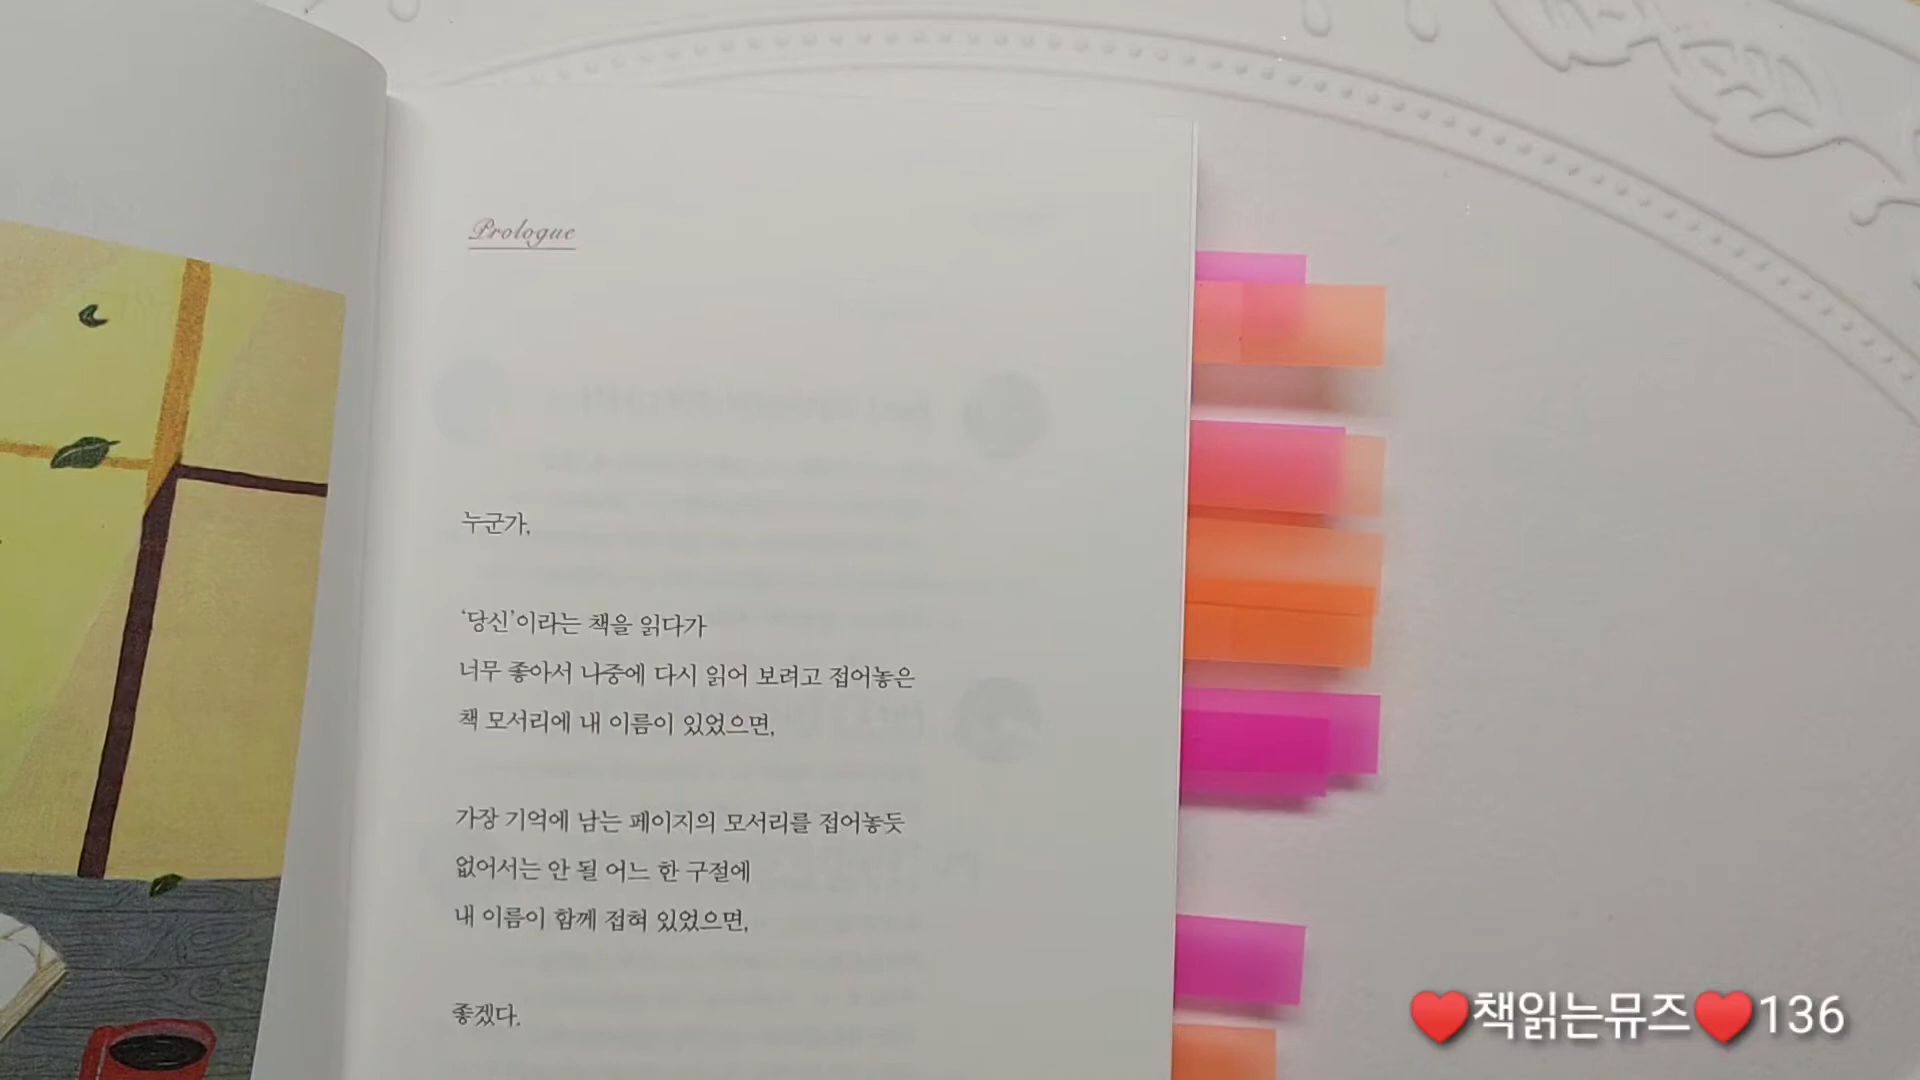 Prologue
누군가,
‘당신’이라는 책을 읽다가
너무 좋아서 나중에 다시 읽어 보려고 접어놓은
책 모서리에 내 이름이 있었으면,
가장 기억에 남는 페이지의 모서리를 접어놓듯
없어서는 안 될 어느 한 구절에
내 이름이 함께 접혀 있었으면,
좋겠다.
❤️책읽는뮤즈❤️136